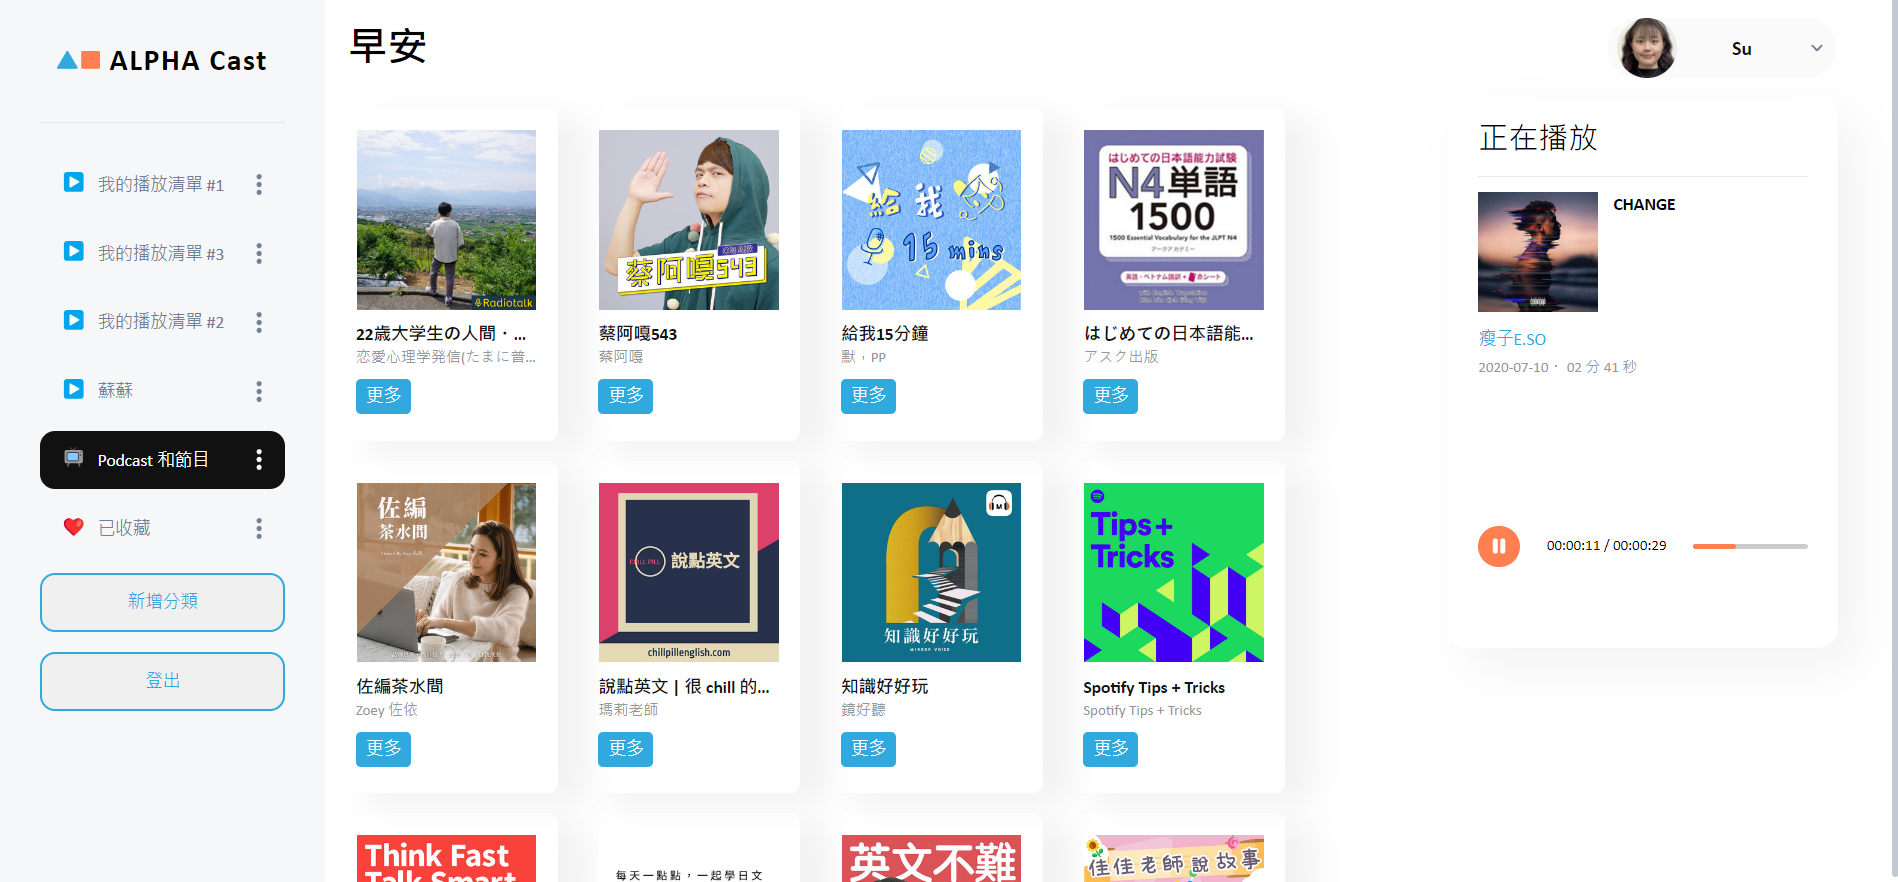 ALPHA Cast
我的播放清單 #1
我的播放清單 #3
我的播放清單 #2
蘇蘇
Podcast 和節目
已收藏
新增分類
登出
早安
Su
Radiotalk
22歲大学生の人間・...
恋愛心理学発信(たまに普...
更多
蔡阿嘎543
蔡阿嘎543
蔡阿嘎
更多
給我
15 mins
給我15分鐘
默，PP
更多
はじめての日本語能力試験
N4単語
1500
1500 Essential Vocabulary for the JLPT N4
アークアカデミー
英語・ベトナム語訳+赤シート
with English Translation
はじめての日本語能...
アスク出版
更多
佐編
茶水間
佐編茶水間
Zoey 佐依
更多
CHILL PILL
說點英文
chillpillenglish.com
說點英文 | 很 chill 的...
瑪莉老師
更多
M
知識好好玩
MIRROR VOICE
知識好好玩
鏡好聽
更多
Tips+
Tricks
Spotify Tips + Tricks
Spotify Tips + Tricks
更多
Think Fast
Talk Smart
每天一點點，一起學日文
英文不難
佳佳老師說故事
正在播放
CHANGE
瘦子E.SO
2020-07-10・ 02 分 41 秒
00:00:11 / 00:00:29